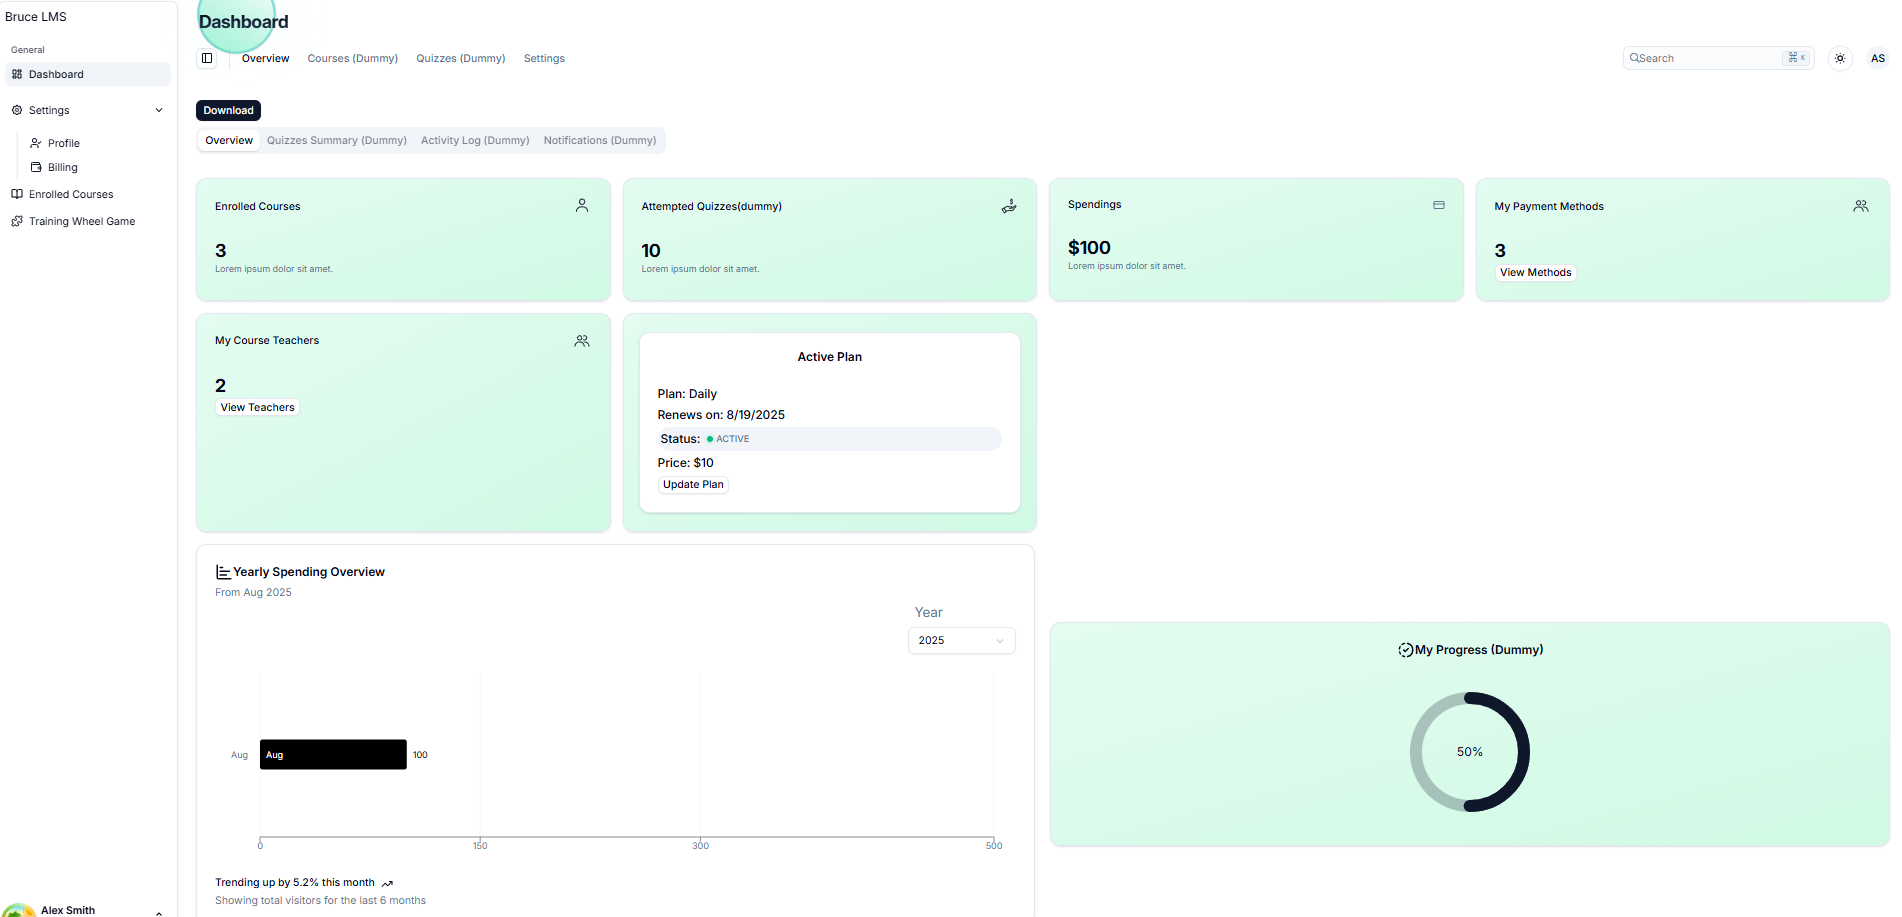 Bruce LMS
General
Dashboard
Settings
Profile
Billing
Enrolled Courses
Training Wheel Game
Alex Smith
Dashboard
Overview
Courses (Dummy)
Quizzes (Dummy)
Settings
Search
⌘ K
AS
Download
Overview
Quizzes Summary (Dummy)
Activity Log (Dummy)
Notifications (Dummy)
Enrolled Courses
3
Lorem ipsum dolor sit amet.
Attempted Quizzes(dummy)
10
Lorem ipsum dolor sit amet.
Spendings
$100
Lorem ipsum dolor sit amet.
My Payment Methods
3
View Methods
My Course Teachers
2
View Teachers
Active Plan
Plan: Daily
Renews on: 8/19/2025
Status: ACTIVE
Price: $10
Update Plan
Yearly Spending Overview
From Aug 2025
Year
2025
Aug
Aug
100
0
150
300
500
Trending up by 5.2% this month
Showing total visitors for the last 6 months
My Progress (Dummy)
50%